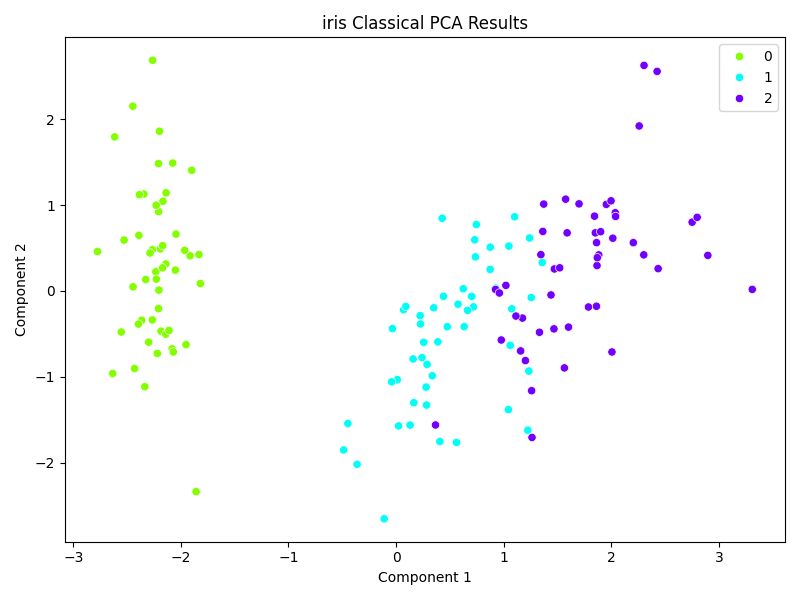 iris Classical PCA Results
0
1
2
Component 2
2
1
0
−1
−2
−3 −2 −1 0 1 2 3
Component 1